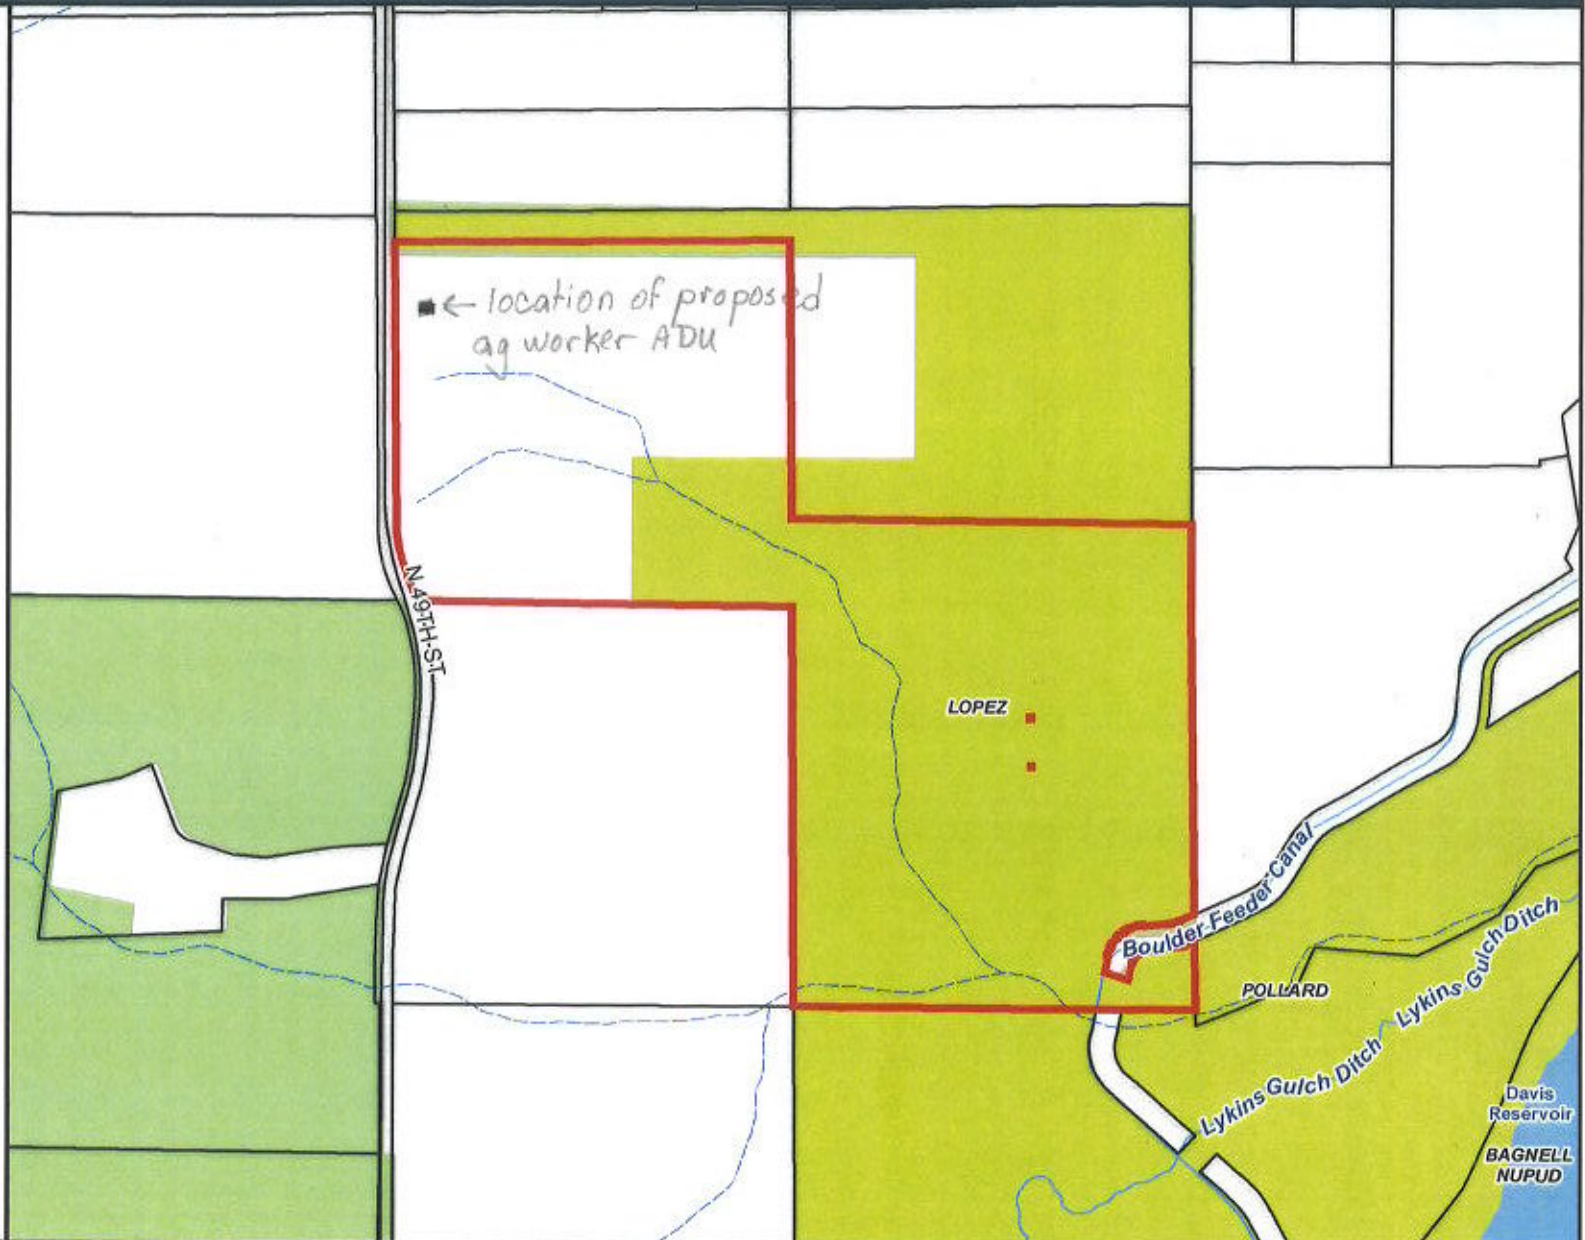 ← location of proposed
ag worker ADU
N 49TH ST
LOPEZ
Boulder Feeder Canal
POLLARD
Lykins Gulch Ditch
Lykins Gulch Ditch
Davis
Reservoir
BAGNELL
NUPUD